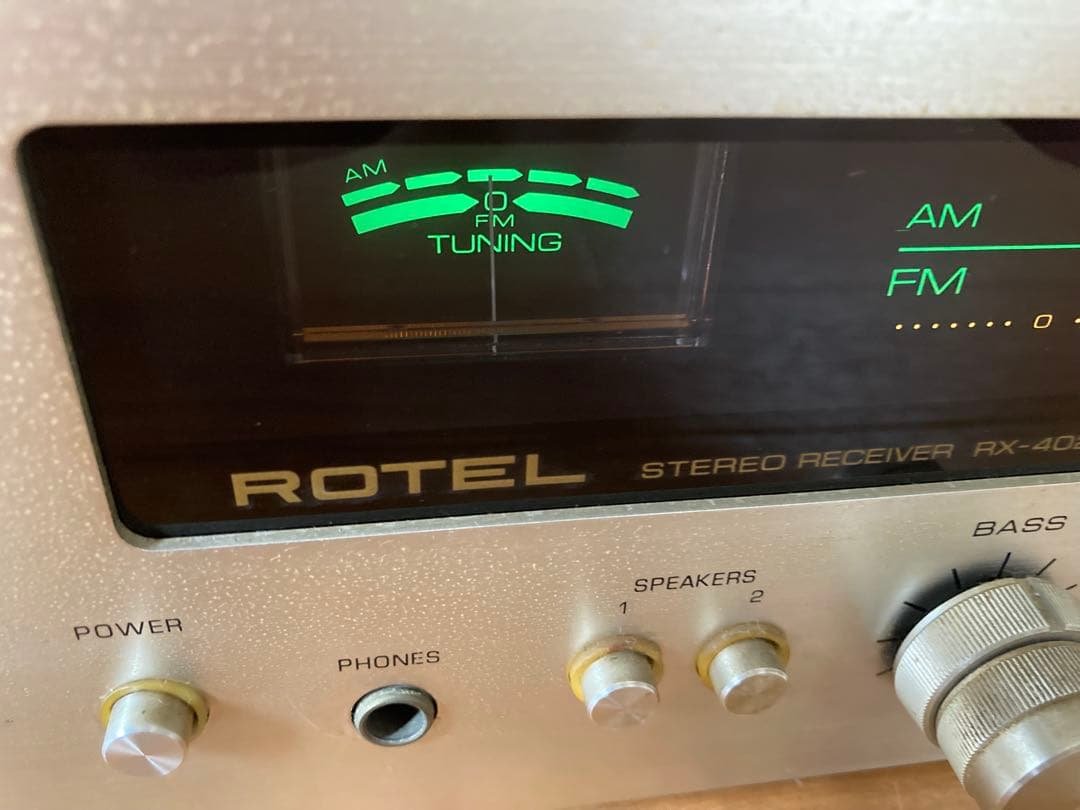 AM
0
FM
TUNING
AM
FM
0
ROTEL
STEREO RECEIVER
BASS
SPEAKERS
1 2
POWER
PHONES